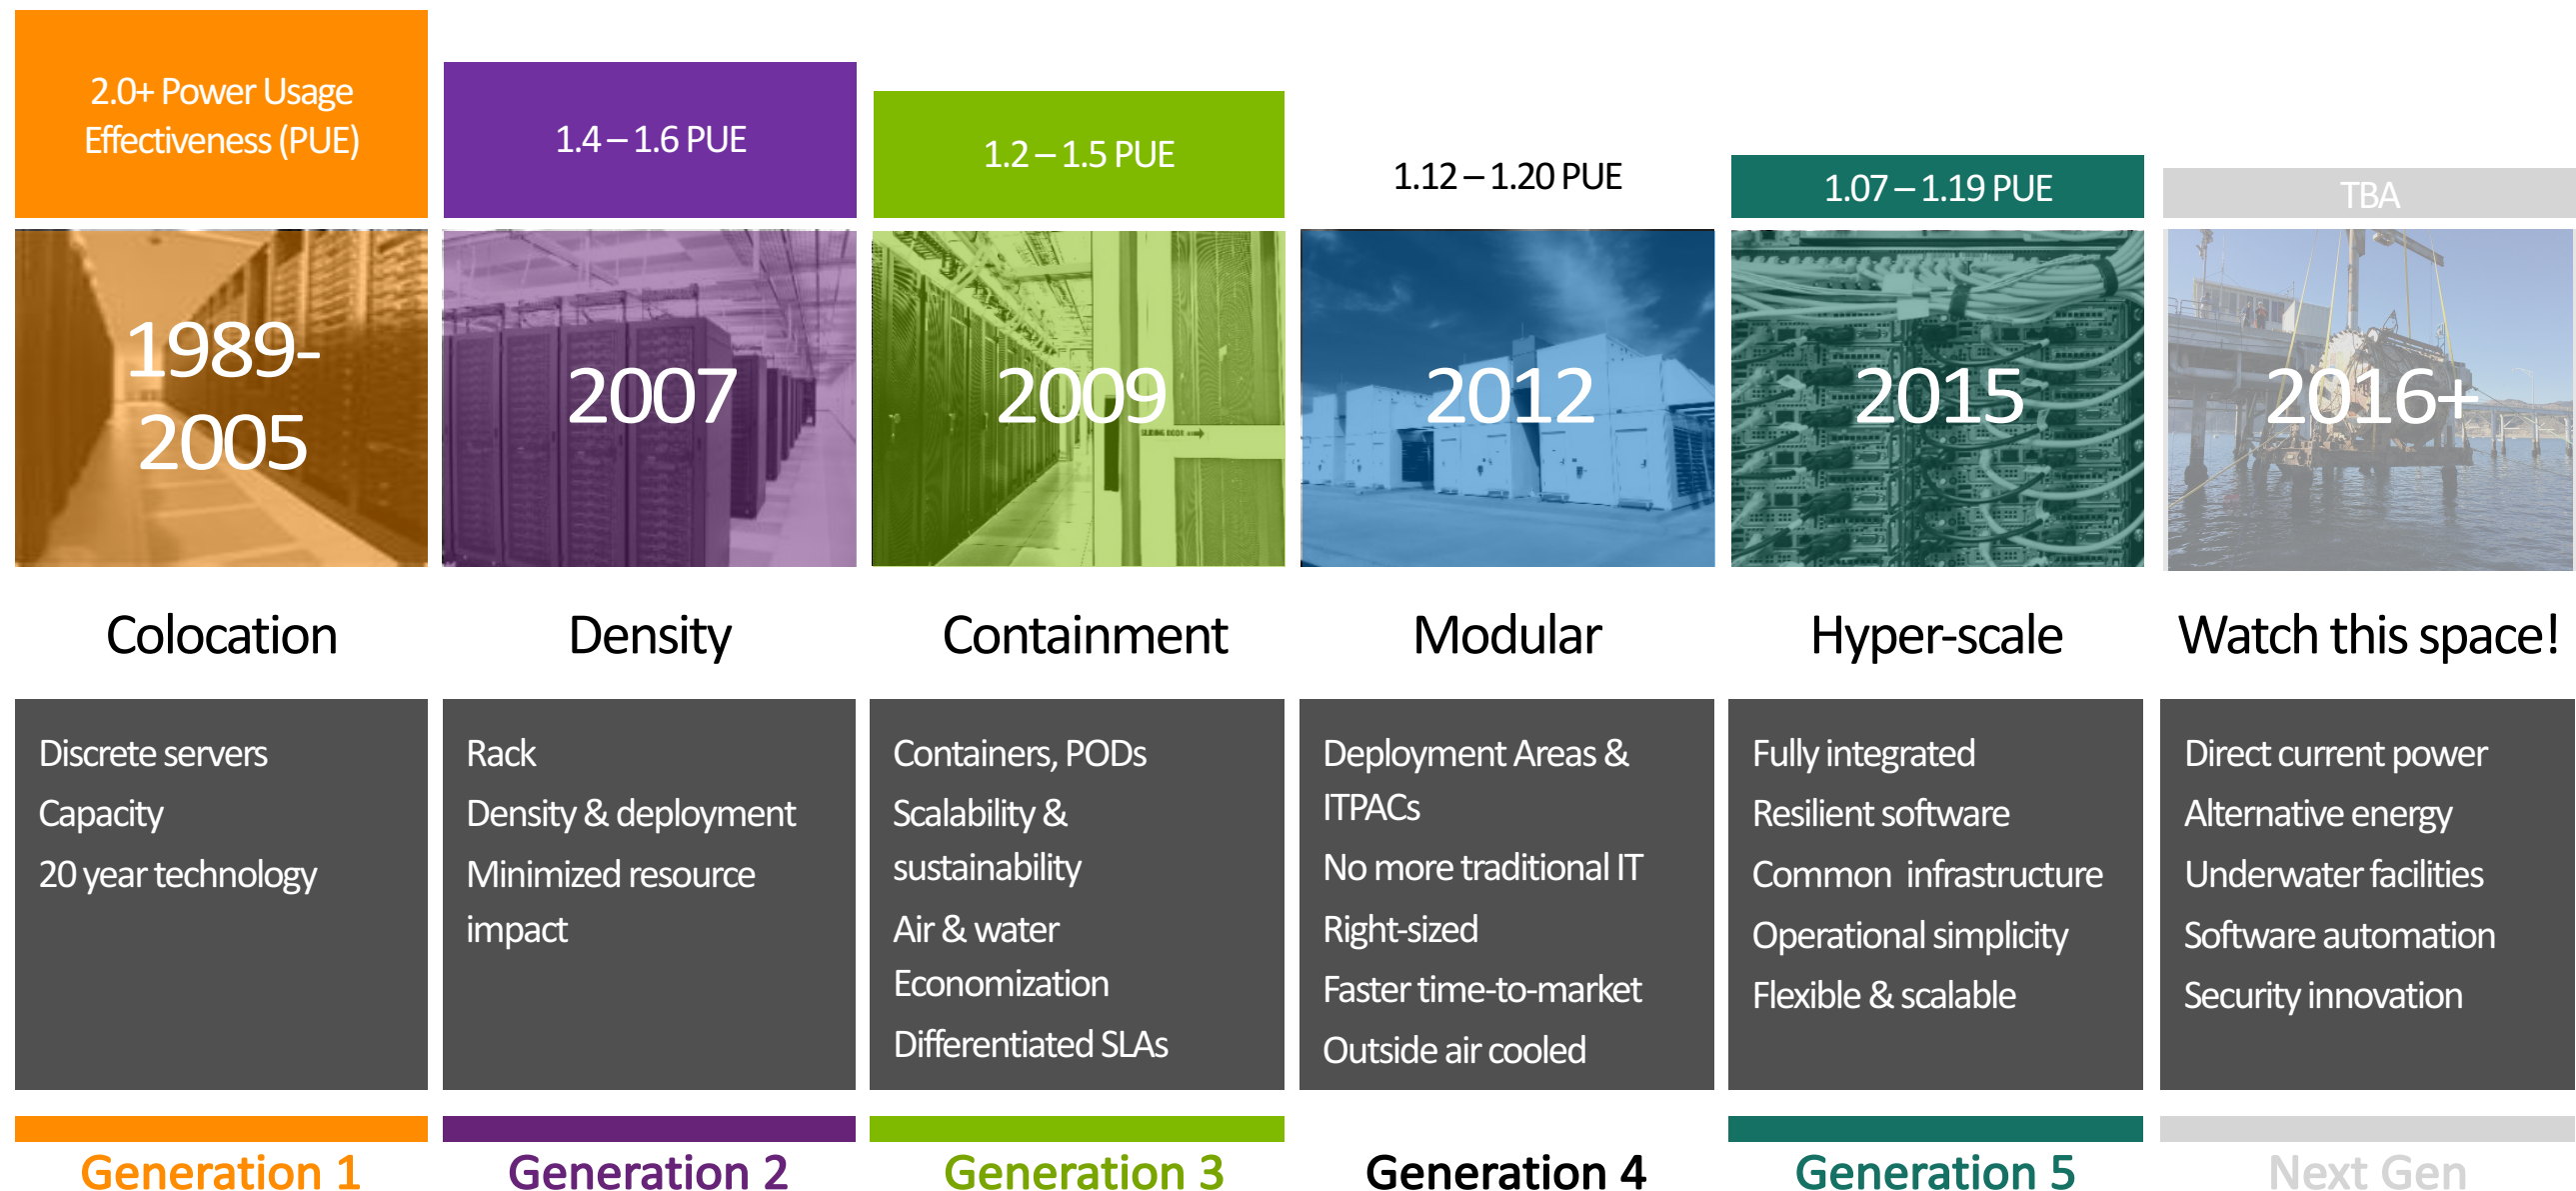 2.0+ Power Usage
Effectiveness (PUE)
1.4 – 1.6 PUE
1.2 – 1.5 PUE
1.12 – 1.20 PUE
1.07 – 1.19 PUE
TBA
1989-
2005
2007
2009
SLIDING DOOR
2012
2015
2016+
Colocation
Density
Containment
Modular
Hyper-scale
Watch this space!
Discrete servers
Capacity
20 year technology
Rack
Density & deployment
Minimized resource
impact
Containers, PODs
Scalability &
sustainability
Air & water
Economization
Differentiated SLAs
Deployment Areas &
ITPACs
No more traditional IT
Right-sized
Faster time-to-market
Outside air cooled
Fully integrated
Resilient software
Common  infrastructure
Operational simplicity
Flexible & scalable
Direct current power
Alternative energy
Underwater facilities
Software automation
Security innovation
Generation 1
Generation 2
Generation 3
Generation 4
Generation 5
Next Gen